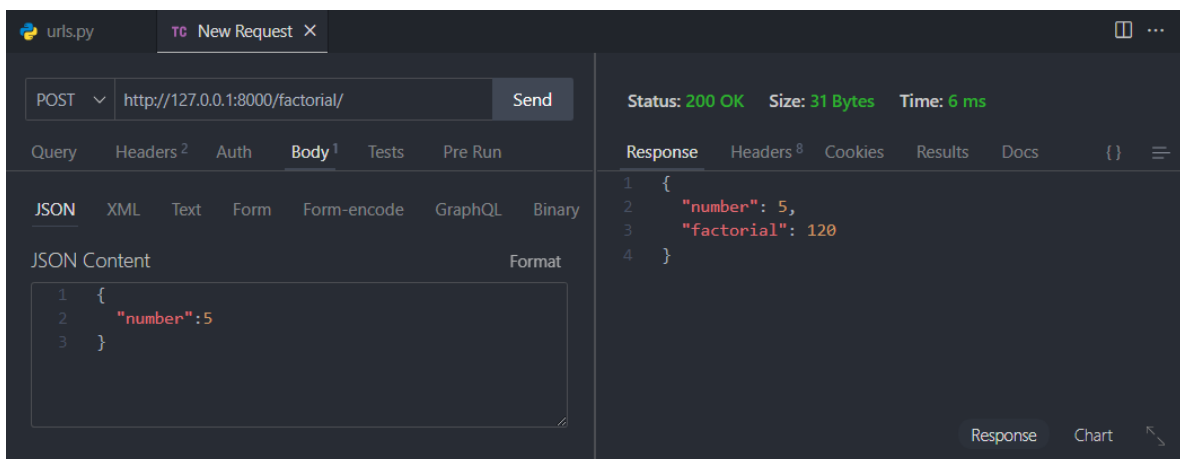 urls.py
TC New Request ×
POST http://127.0.0.1:8000/factorial/ Send
Query Headers 2 Auth Body 1 Tests Pre Run
JSON XML Text Form Form-encode GraphQL Binary
JSON Content Format
1 {
2 "number":5
3 }
Status: 200 OK Size: 31 Bytes Time: 6 ms
Response Headers 8 Cookies Results Docs { }
1 {
2 "number": 5,
3 "factorial": 120
4 }
Response Chart